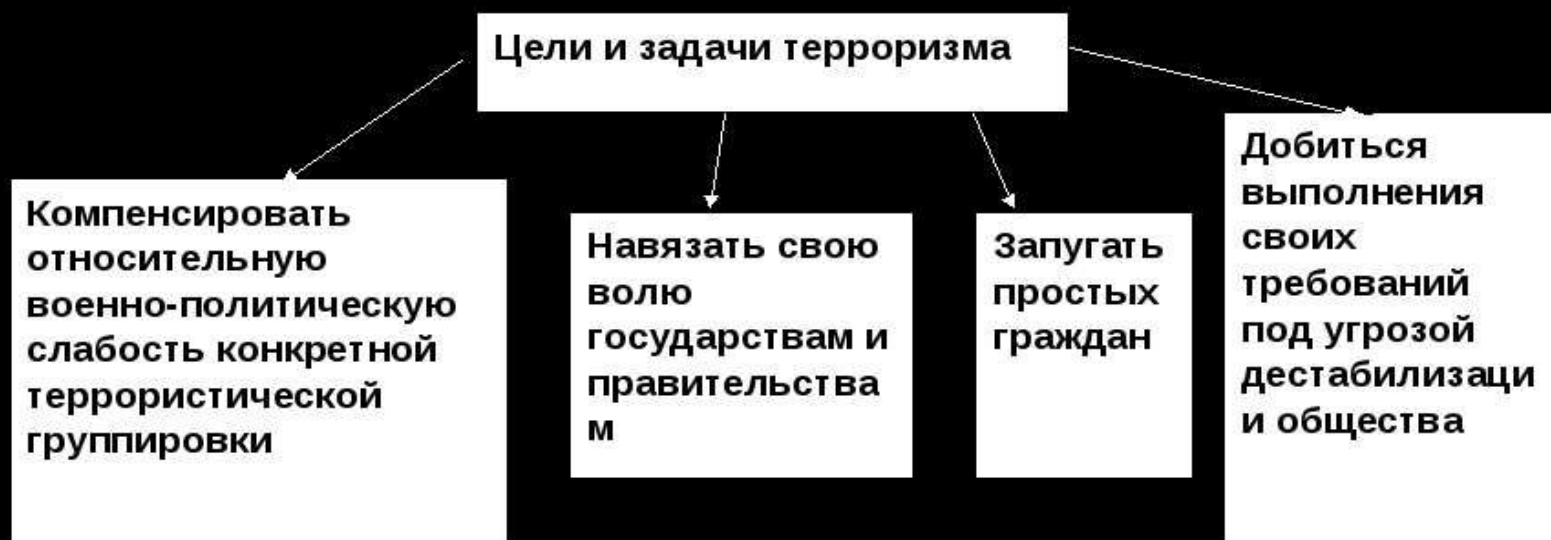 Цели и задачи терроризма
Компенсировать
относительную
военно-политическую
слабость конкретной
террористической
группировки
Навязать свою
волю
государствам и
правительства
м
Запугать
простых
граждан
Добиться
выполнения
своих
требований
под угрозой
дестабилизаци
и общества